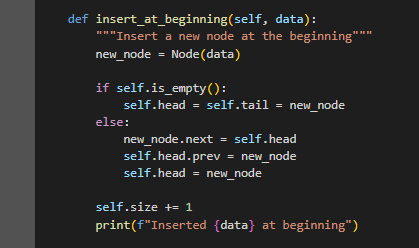 def insert_at_beginning(self, data):
    """Insert a new node at the beginning"""
    new_node = Node(data)

    if self.is_empty():
        self.head = self.tail = new_node
    else:
        new_node.next = self.head
        self.head.prev = new_node
        self.head = new_node

    self.size += 1
    print(f"Inserted {data} at beginning")